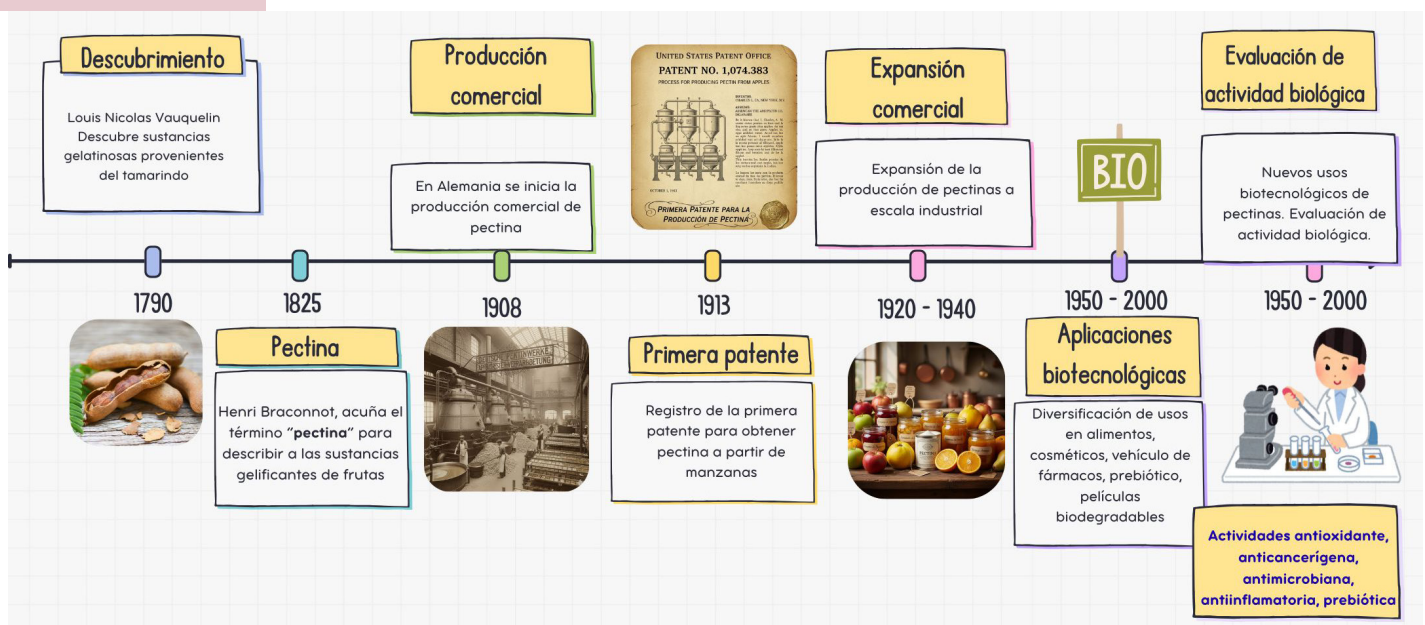 Descubrimiento
Louis Nicolas Vauquelin
Descubre sustancias
gelatinosas provenientes
del tamarindo
1790
1825
Pectina
Henri Braconnot, acuña el
término "pectina" para
describir a las sustancias
gelificantes de frutas
Producción
comercial
En Alemania se inicia la
producción comercial de
pectina
1908
UNITED STATES PATENT OFFICE
PATENT NO. 1,074.383
PROCESS FOR PRODUCING PECTIN FROM APPLES.
PRIMERA PATENTE PARA LA
PRODUCCIÓN DE PECTINA
1913
Primera patente
Registro de la primera
patente para obtener
pectina a partir de
manzanas
Expansión
comercial
Expansión de la
producción de pectinas a
escala industrial
1920 - 1940
BIO
1950 - 2000
Aplicaciones
biotecnológicas
Diversificación de usos
en alimentos,
cosméticos, vehículo de
fármacos, prebiótico,
películas
biodegradables
Evaluación de
actividad biológica
Nuevos usos
biotecnológicos de
pectinas. Evaluación de
actividad biológica.
1950 - 2000
Actividades antioxidante,
anticancerígena,
antimicrobiana,
antiinflamatoria, prebiótica